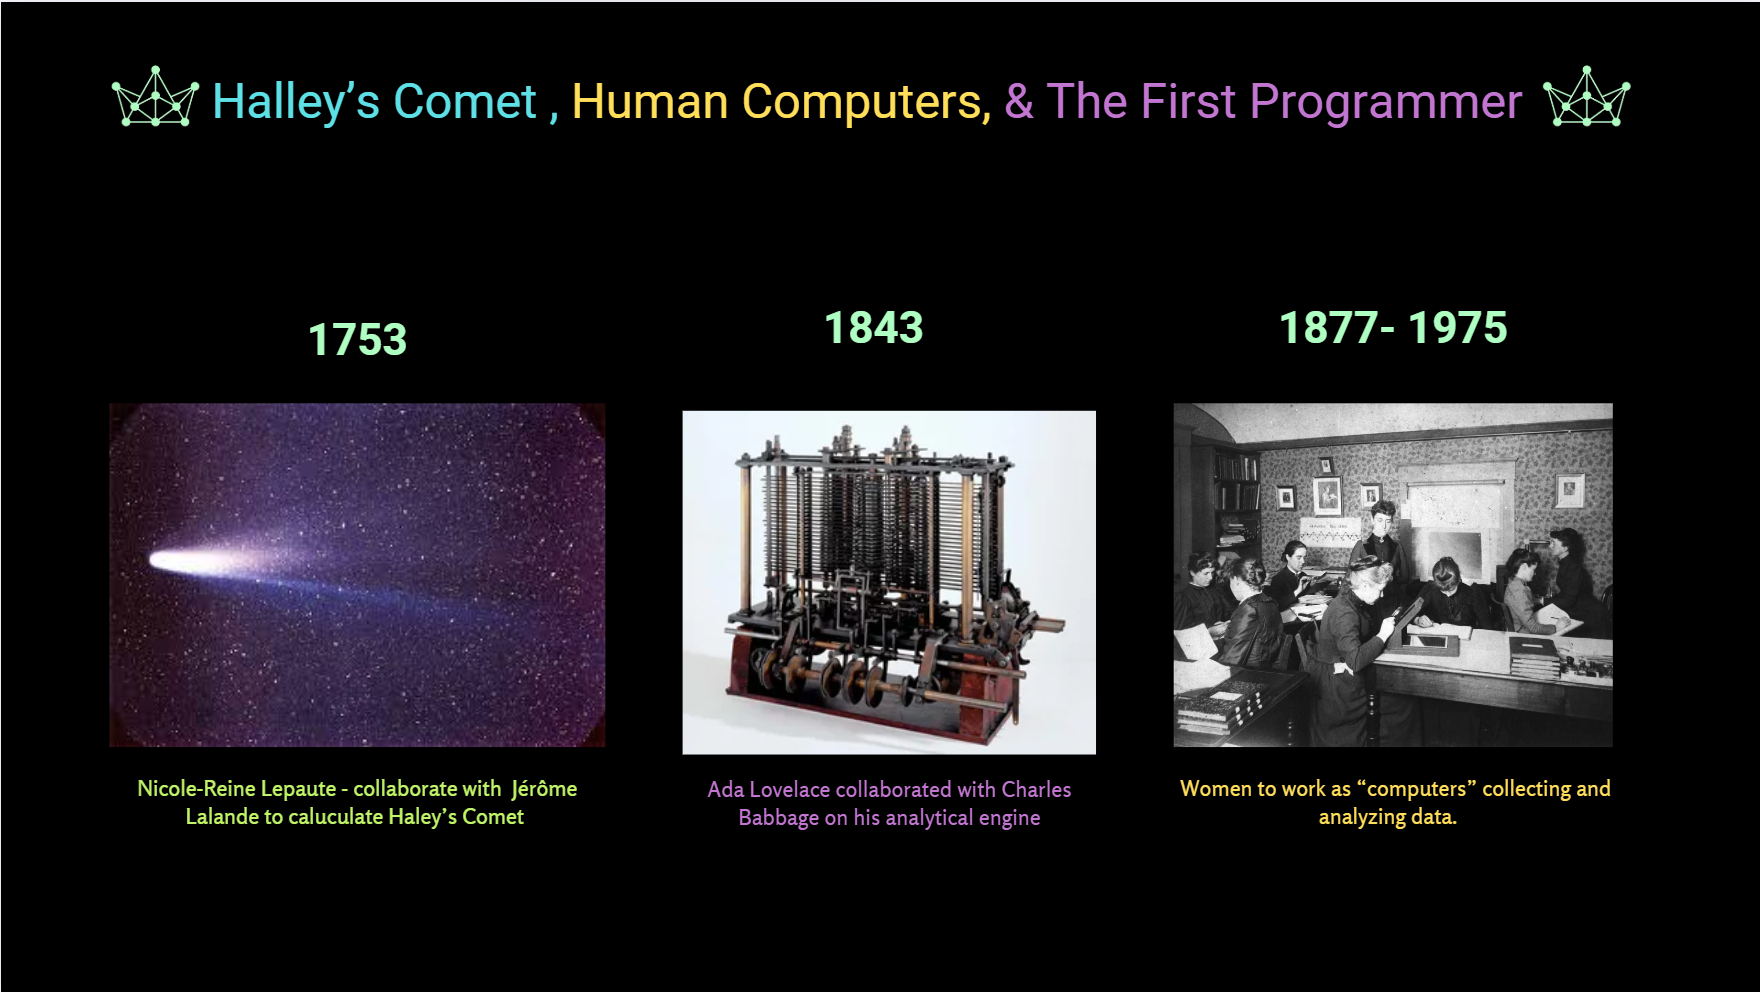 Halley’s Comet , Human Computers, & The First Programmer
1753
1843
1877- 1975
Nicole-Reine Lepaute - collaborate with Jérôme
Lalande to caluculate Haley’s Comet
Ada Lovelace collaborated with Charles
Babbage on his analytical engine
Women to work as “computers” collecting and
analyzing data.